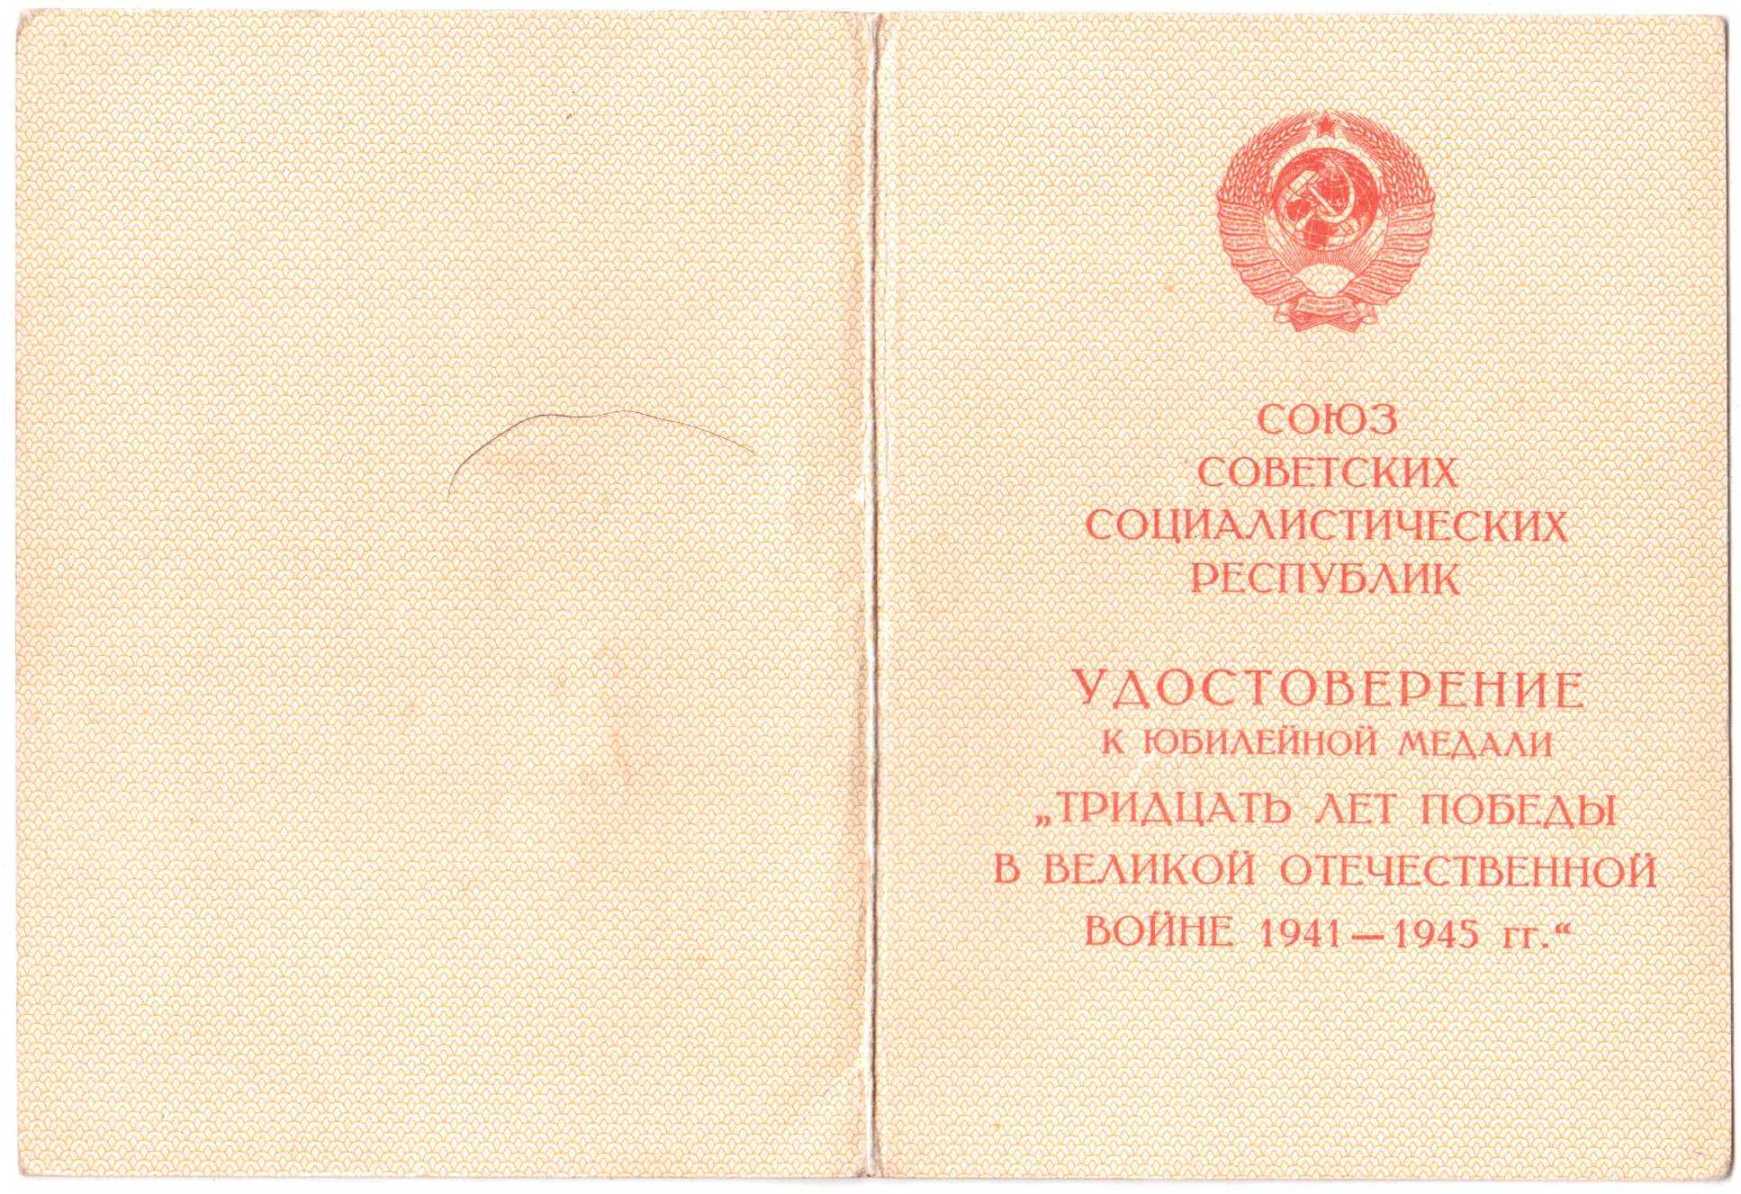 СОЮЗ
СОВЕТСКИХ
СОЦИАЛИСТИЧЕСКИХ
РЕСПУБЛИК
УДОСТОВЕРЕНИЕ
К ЮБИЛЕЙНОЙ МЕДАЛИ
„ТРИДЦАТЬ ЛЕТ ПОБЕДЫ
В ВЕЛИКОЙ ОТЕЧЕСТВЕННОЙ
ВОЙНЕ 1941—1945 гг.“